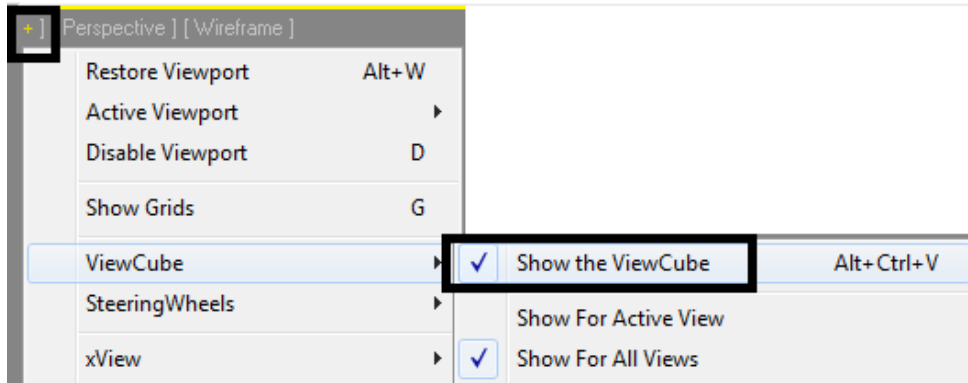 + ] Perspective ] [ Wireframe ]
Restore Viewport Alt+W
Active Viewport
Disable Viewport D
Show Grids G
ViewCube
Show the ViewCube Alt+Ctrl+V
SteeringWheels
Show For Active View
xView
Show For All Views